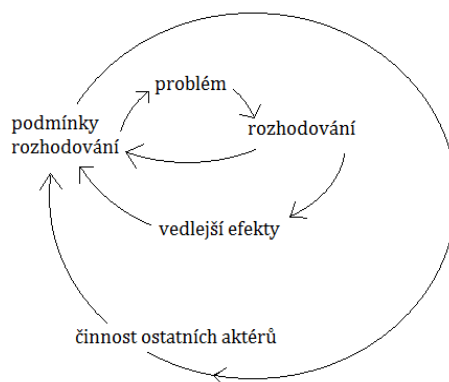 problém
podmínky
rozhodování
rozhodování
vedlejší efekty
činnost ostatních aktérů